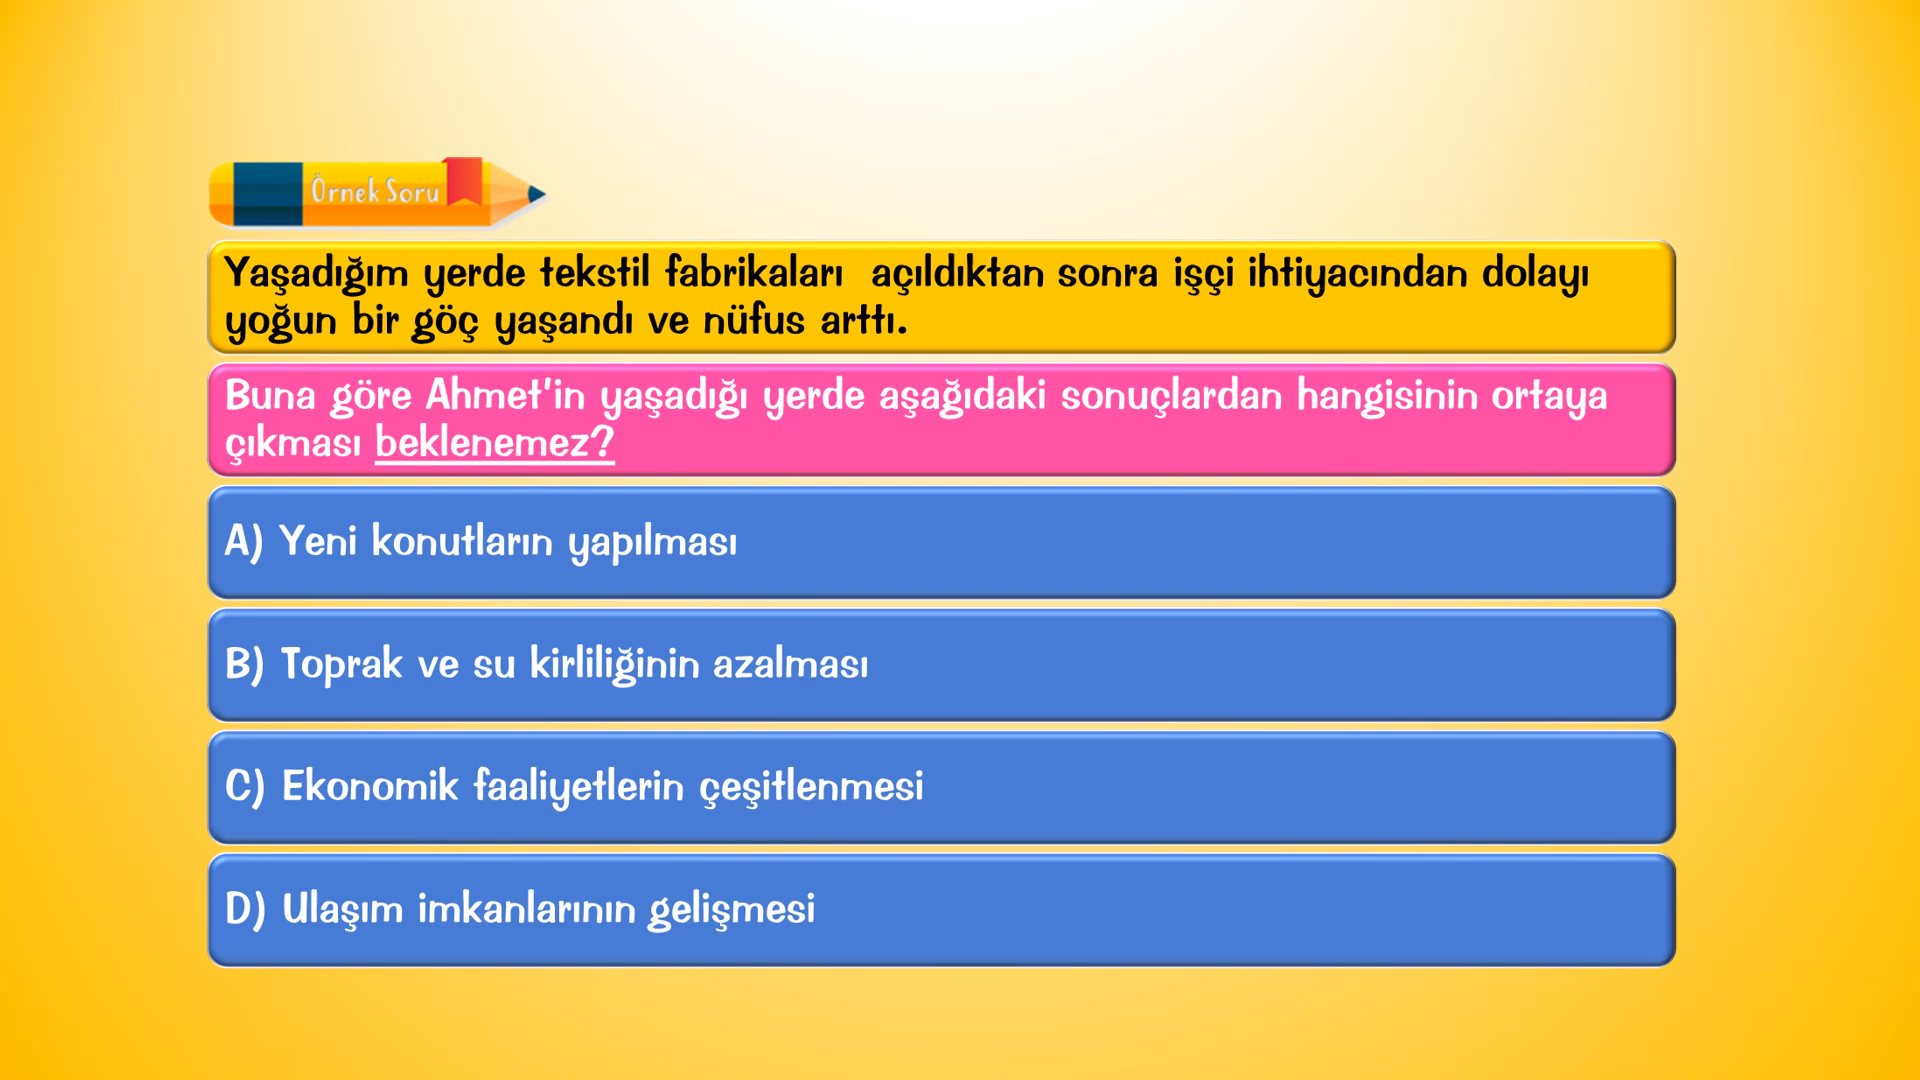 Örnek Soru
Yaşadığım yerde tekstil fabrikaları açıldıktan sonra işçi ihtiyacından dolayı
yoğun bir göç yaşandı ve nüfus arttı.
Buna göre Ahmet'in yaşadığı yerde aşağıdaki sonuçlardan hangisinin ortaya
çıkması beklenemez?
A) Yeni konutların yapılması
B) Toprak ve su kirliliğinin azalması
C) Ekonomik faaliyetlerin çeşitlenmesi
D) Ulaşım imkanlarının gelişmesi